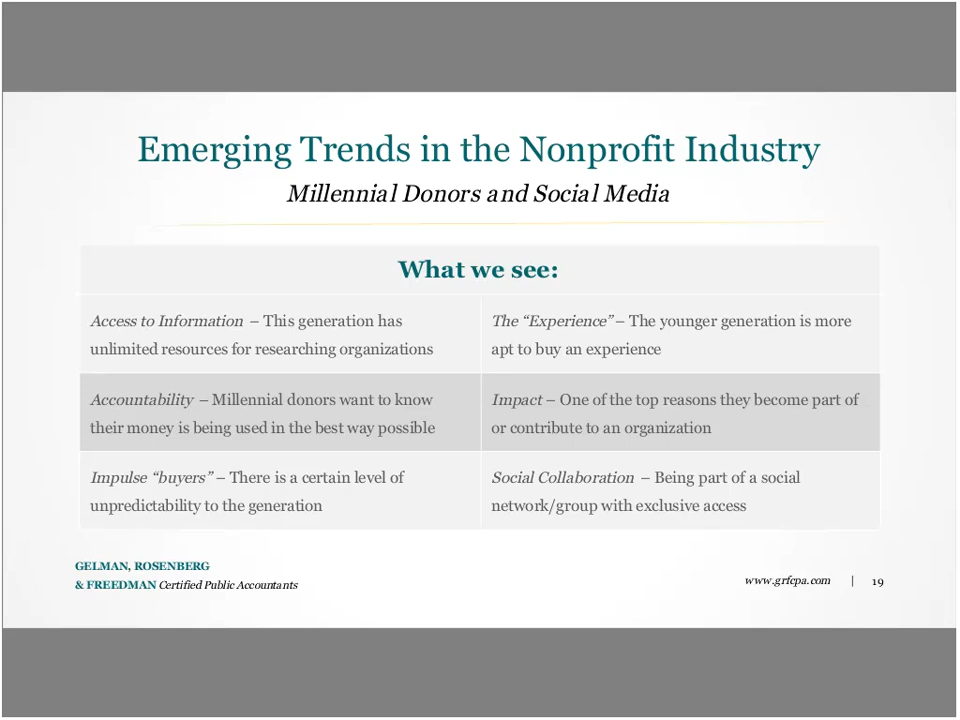 Emerging Trends in the Nonprofit Industry
Millennial Donors and Social Media
What we see:
Access to Information – This generation has
unlimited resources for researching organizations
The “Experience” – The younger generation is more
apt to buy an experience
Accountability – Millennial donors want to know
their money is being used in the best way possible
Impact – One of the top reasons they become part of
or contribute to an organization
Impulse “buyers” – There is a certain level of
unpredictability to the generation
Social Collaboration – Being part of a social
network/group with exclusive access
GELMAN, ROSENBERG
& FREEDMAN Certified Public Accountants
www.grfcpa.com | 19